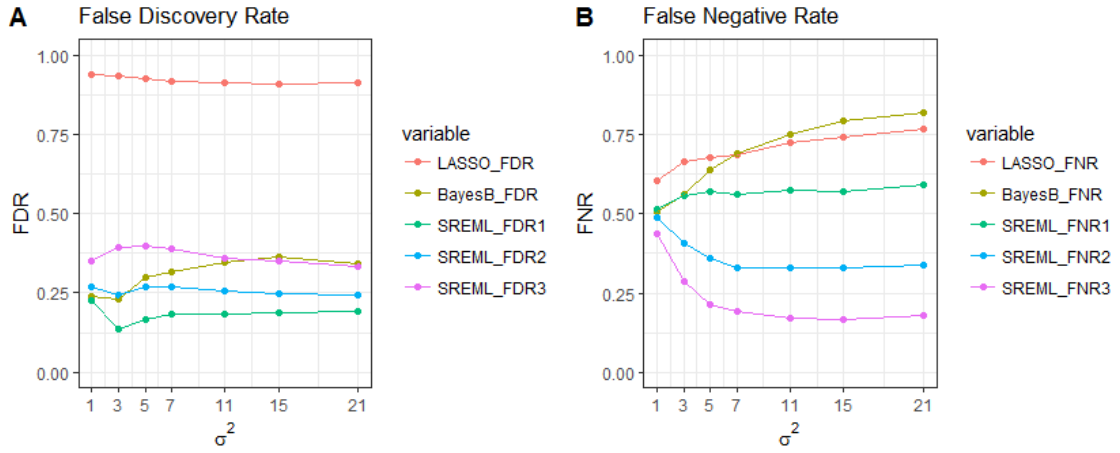 A False Discovery Rate
1.00
0.75
0.50
0.25
0.00
FDR
1 3 5 7 11 15 21
σ²
variable
LASSO_FDR
BayesB_FDR
SREML_FDR1
SREML_FDR2
SREML_FDR3
B False Negative Rate
1.00
0.75
0.50
0.25
0.00
FNR
1 3 5 7 11 15 21
σ²
variable
LASSO_FNR
BayesB_FNR
SREML_FNR1
SREML_FNR2
SREML_FNR3